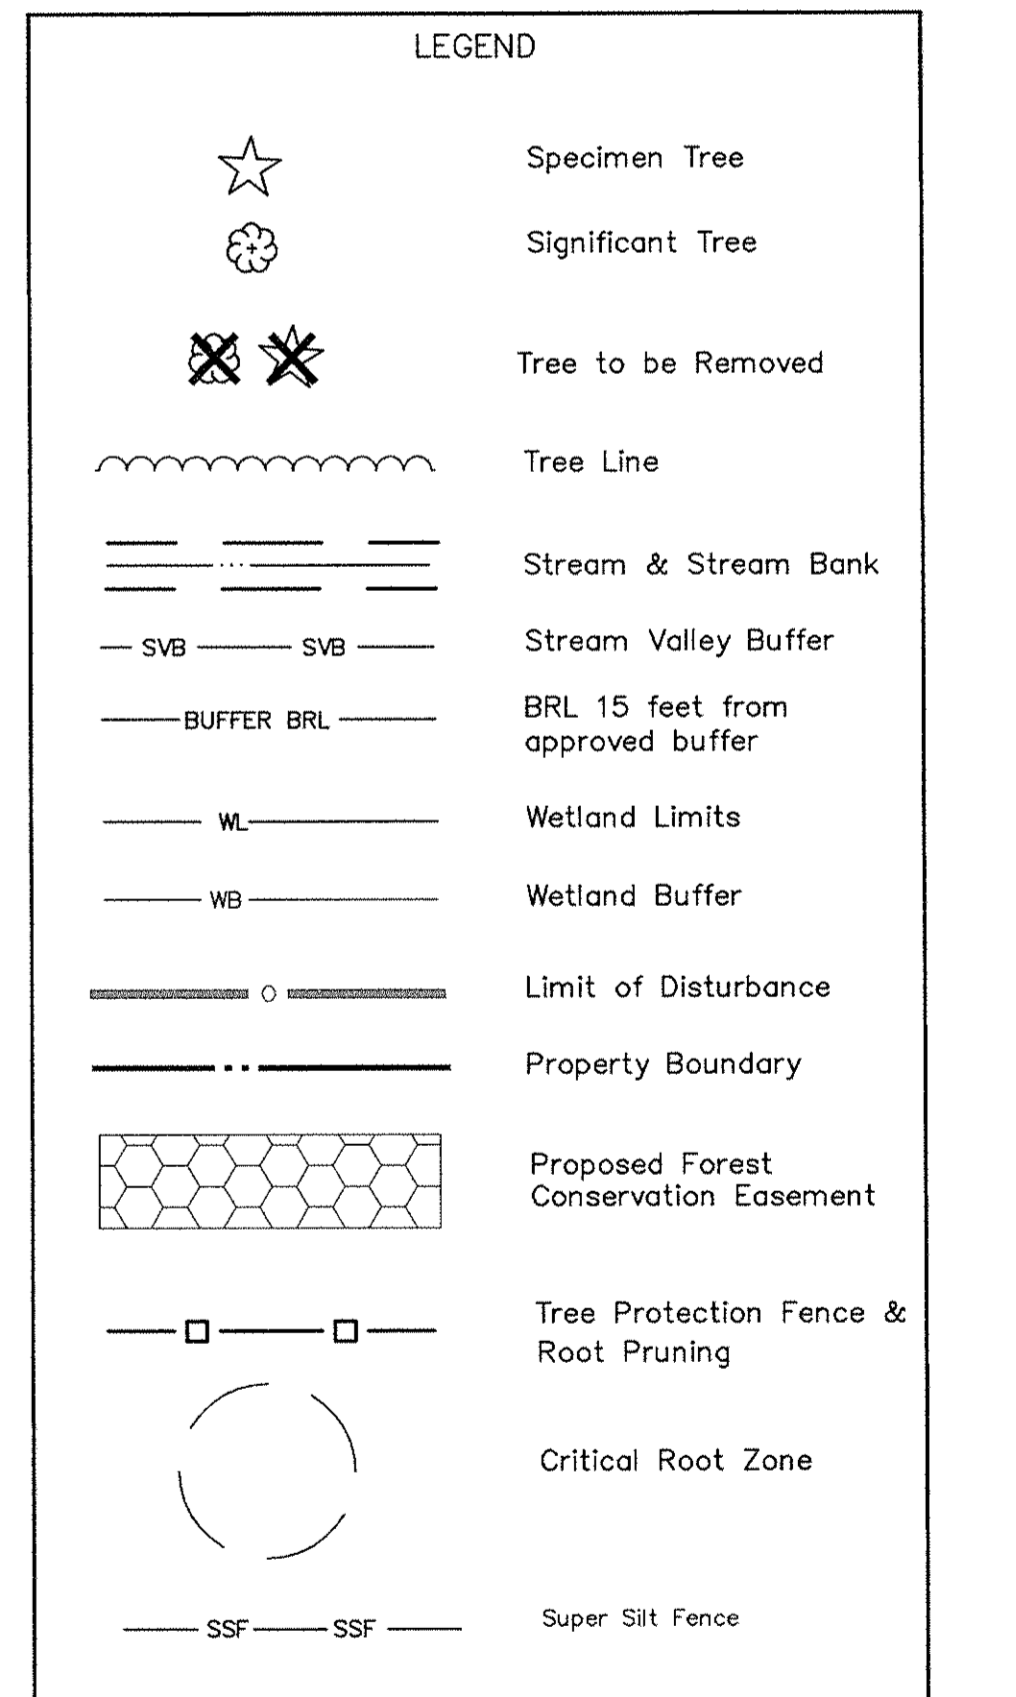 LEGEND
Specimen Tree
Significant Tree
Tree to be Removed
Tree Line
Stream & Stream Bank
SVB SVB Stream Valley Buffer
BUFFER BRL BRL 15 feet from
approved buffer
WL Wetland Limits
WB Wetland Buffer
Limit of Disturbance
Property Boundary
Proposed Forest
Conservation Easement
Tree Protection Fence &
Root Pruning
Critical Root Zone
SSF SSF Super Silt Fence